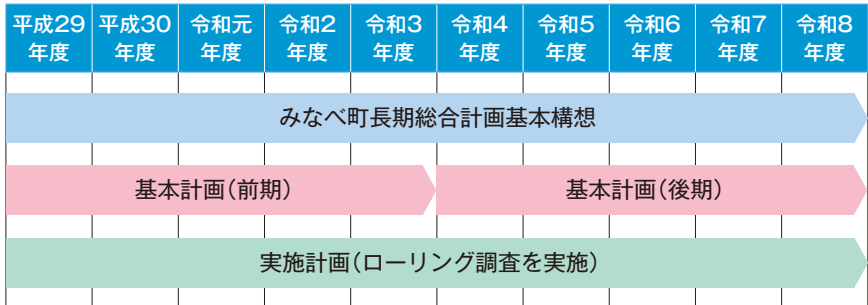 平成29年度 平成30年度 令和元年度 令和2年度 令和3年度 令和4年度 令和5年度 令和6年度 令和7年度 令和8年度
みなべ町長期総合計画基本構想
基本計画(前期) 基本計画(後期)
実施計画(ローリング調査を実施)